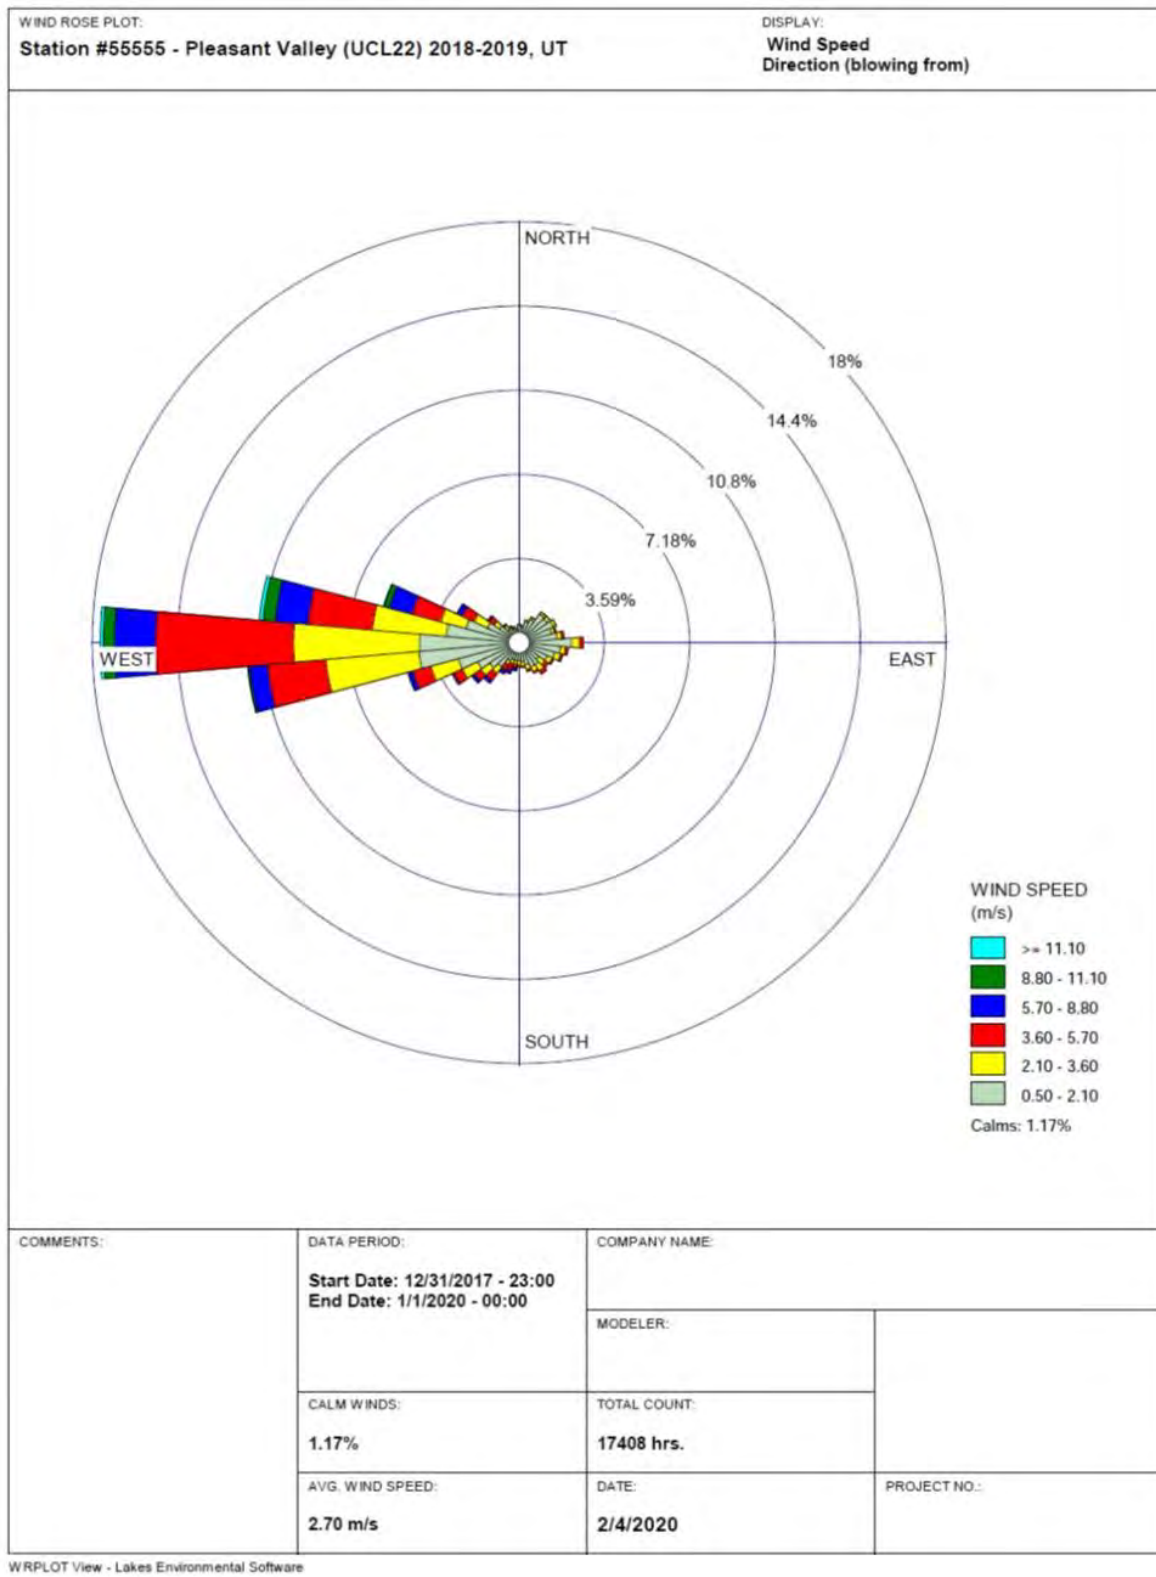 WIND ROSE PLOT:
Station #55555 - Pleasant Valley (UCL22) 2018-2019, UT
DISPLAY:
Wind Speed
Direction (blowing from)
NORTH
18%
14.4%
10.8%
7.18%
3.59%
WEST
EAST
SOUTH
WIND SPEED
(m/s)
>= 11.10
8.80 - 11.10
5.70 - 8.80
3.60 - 5.70
2.10 - 3.60
0.50 - 2.10
Calms: 1.17%
COMMENTS:
DATA PERIOD:
Start Date: 12/31/2017 - 23:00
End Date: 1/1/2020 - 00:00
COMPANY NAME:
MODELER:
CALM WINDS:
1.17%
TOTAL COUNT:
17408 hrs.
AVG. WIND SPEED:
2.70 m/s
DATE:
2/4/2020
PROJECT NO.:
WRPLOT View - Lakes Environmental Software